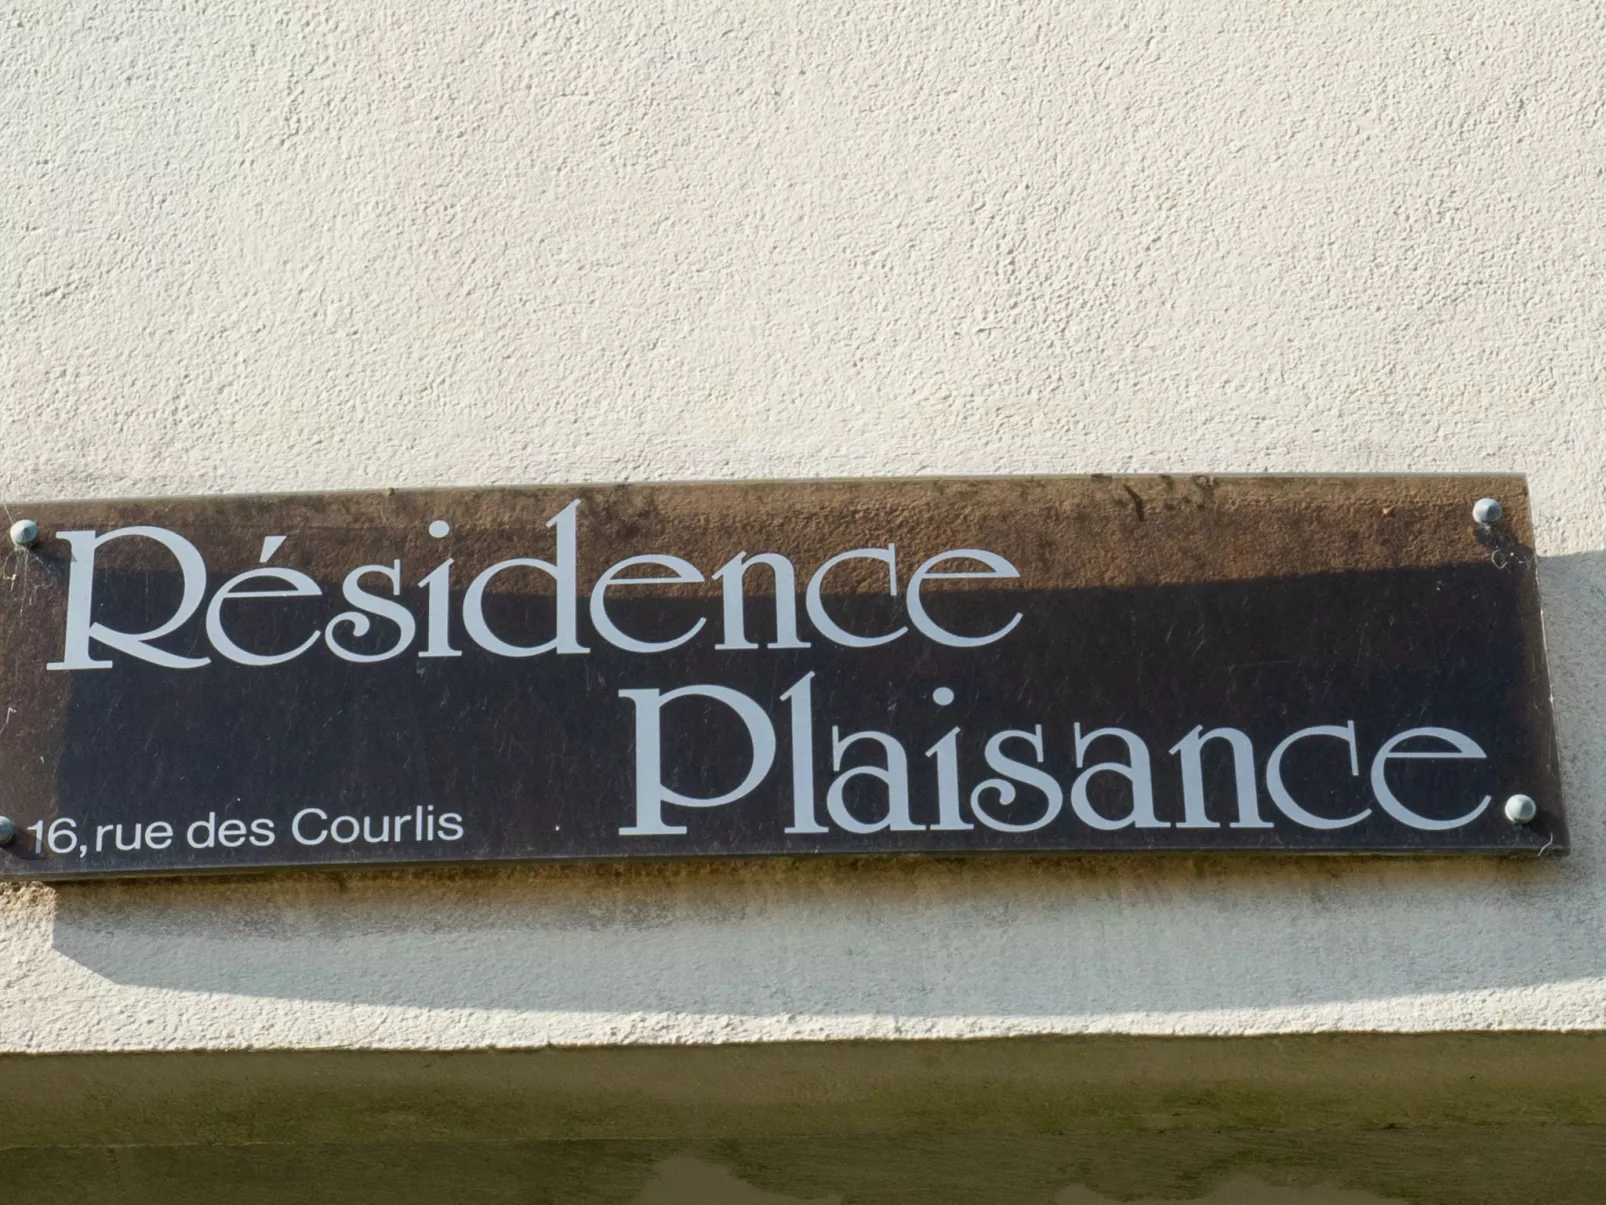 Résidence
Plaisance
16, rue des Courlis